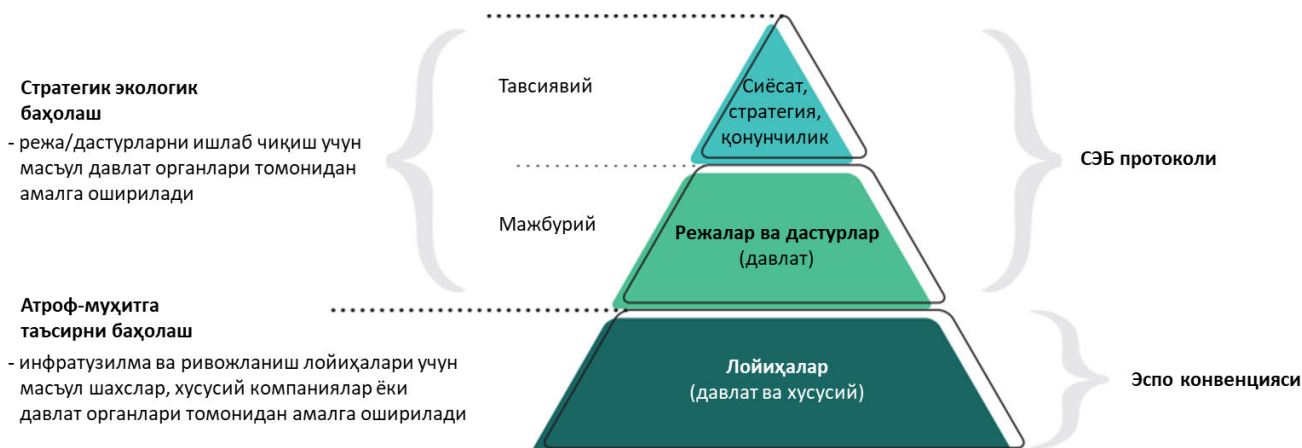 Стратегик экологик
баҳолаш
- режа/дастурларни ишлаб чиқиш учун
масъул давлат органлари томонидан
амалга оширилади
Тавсиявий
Мажбурий
Сиёсат,
стратегия,
қонунчилик
Режалар ва дастурлар
(давлат)
СЭБ протоколи
Атроф-муҳитга
таъсирни баҳолаш
- инфратузилма ва ривожланиш лойиҳалари учун
масъул шахслар, хусусий компаниялар ёки
давлат органлари томонидан амалга оширилади
Лойиҳалар
(давлат ва хусусий)
Эспо конвенцияси